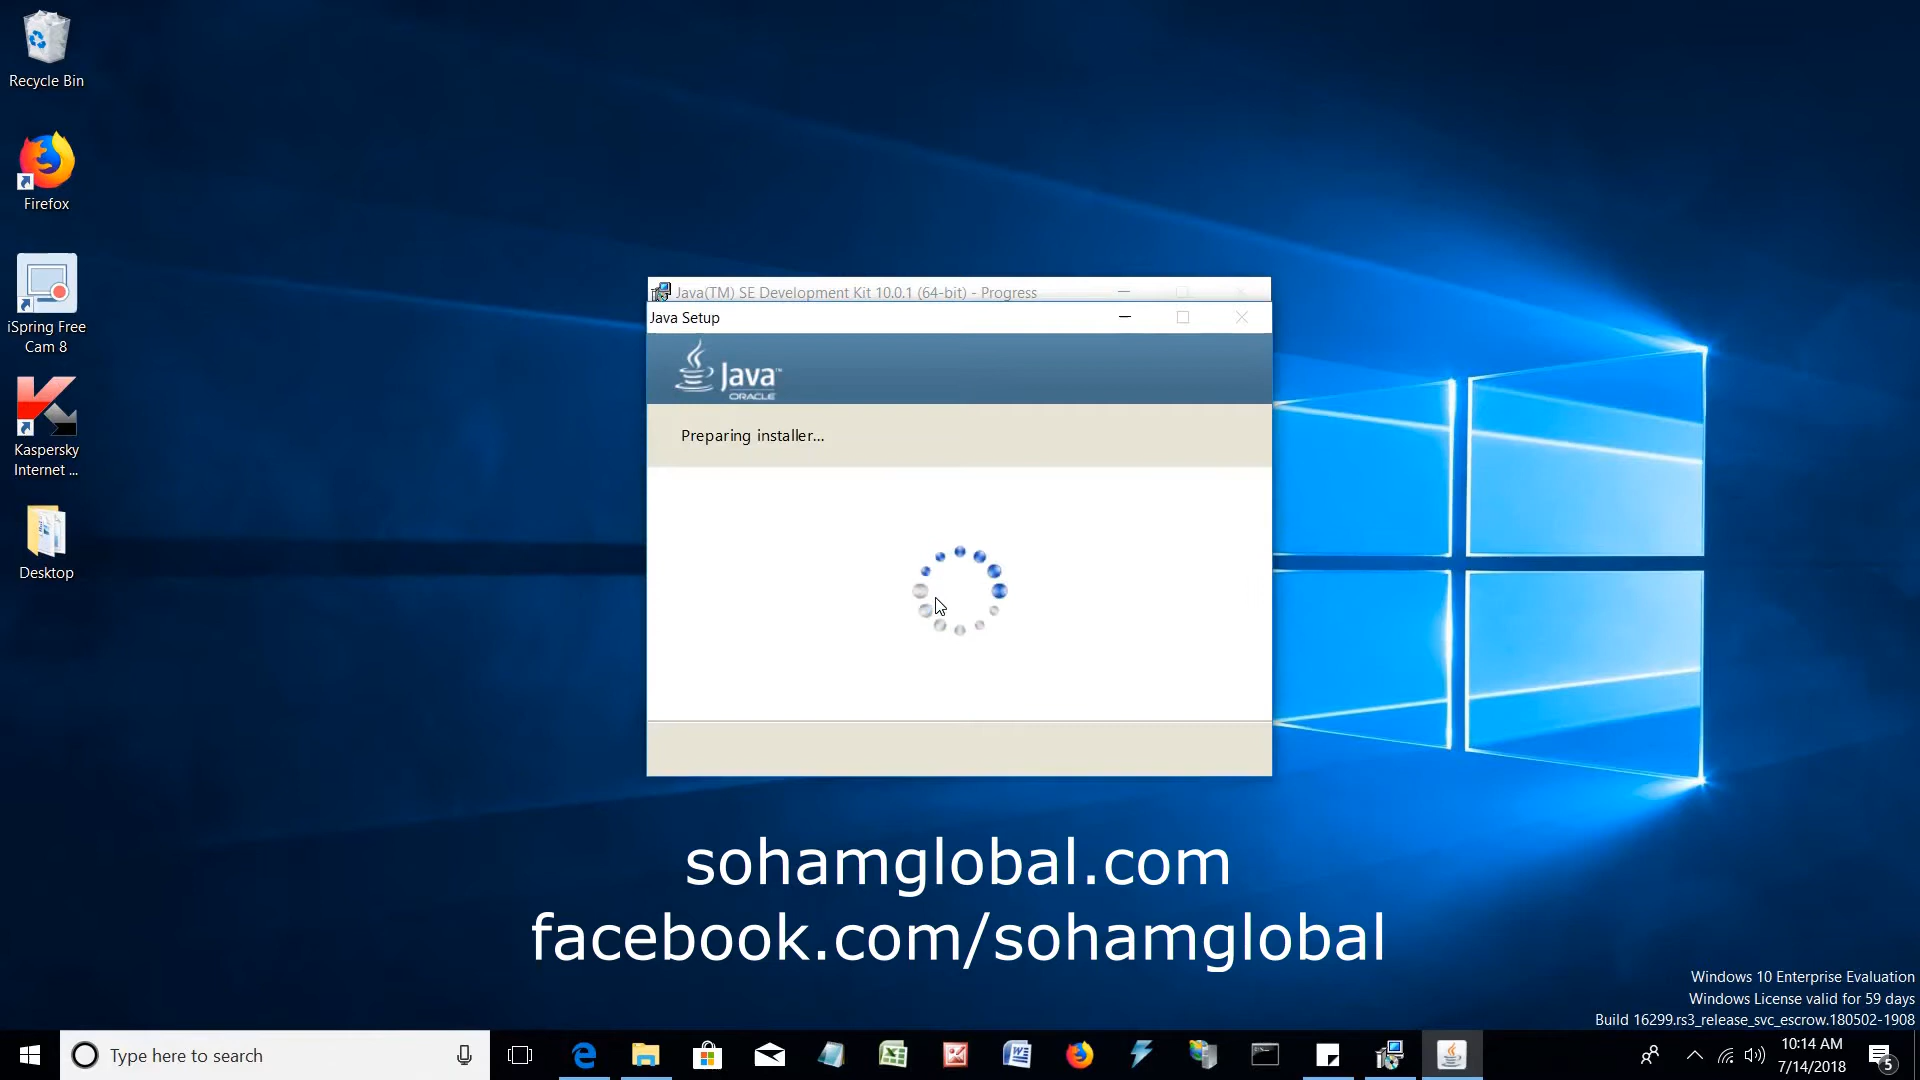 Recycle Bin
Firefox
iSpring Free
Cam 8
Kaspersky
Internet ...
Desktop
Java(TM) SE Development Kit 10.0.1 (64-bit) - Progress
Java Setup
Java™
ORACLE
Preparing installer...
sohamglobal.com
facebook.com/sohamglobal
Windows 10 Enterprise Evaluation
Windows License valid for 59 days
Build 16299.rs3_release_svc_escrow.180502-1908
Type here to search
10:14 AM
7/14/2018
5